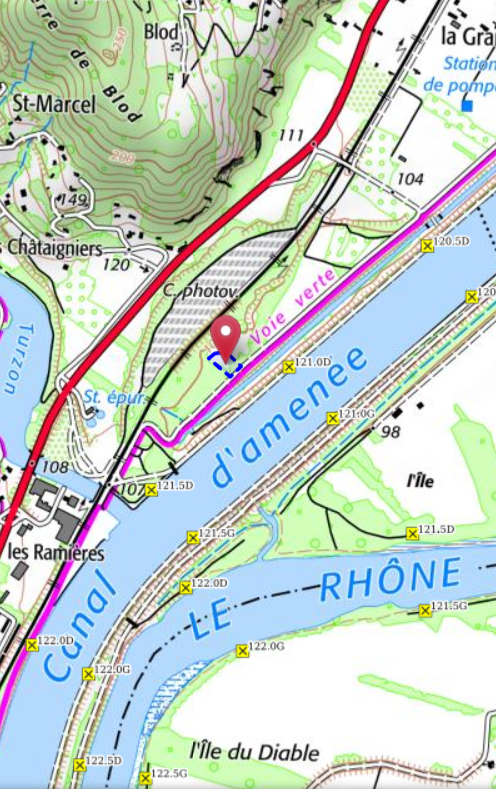 Blod
la Gra
Station
de pomp
Serre de Blod
250
St-Marcel
111
200
104
149
s Châtaigniers
120
120.5D
C. photov.
Voie verte
120
Turzon
121.0D
St. épur.
d'amenée
121.0G
98
108
107
121.5D
l'Île
les Ramières
121.5G
121.5D
Canal
122.0D
LE RHÔNE
121.5G
122.0D
122.0G
122.0G
l'Île du Diable
122.5D
122.5G